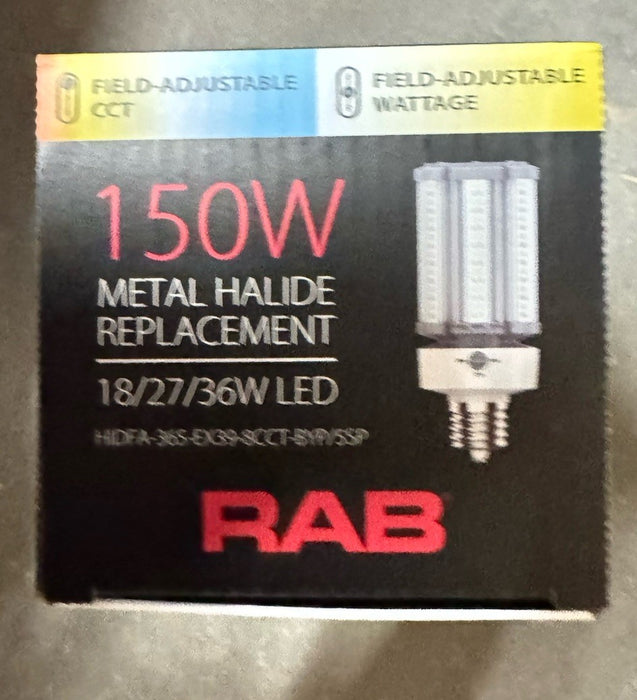 FIELD-ADJUSTABLE
CCT
FIELD-ADJUSTABLE
WATTAGE
150W
METAL HALIDE
REPLACEMENT
18/27/36W LED
HIDFA-36S-EX39-8CCT-BYP/5SP
RAB